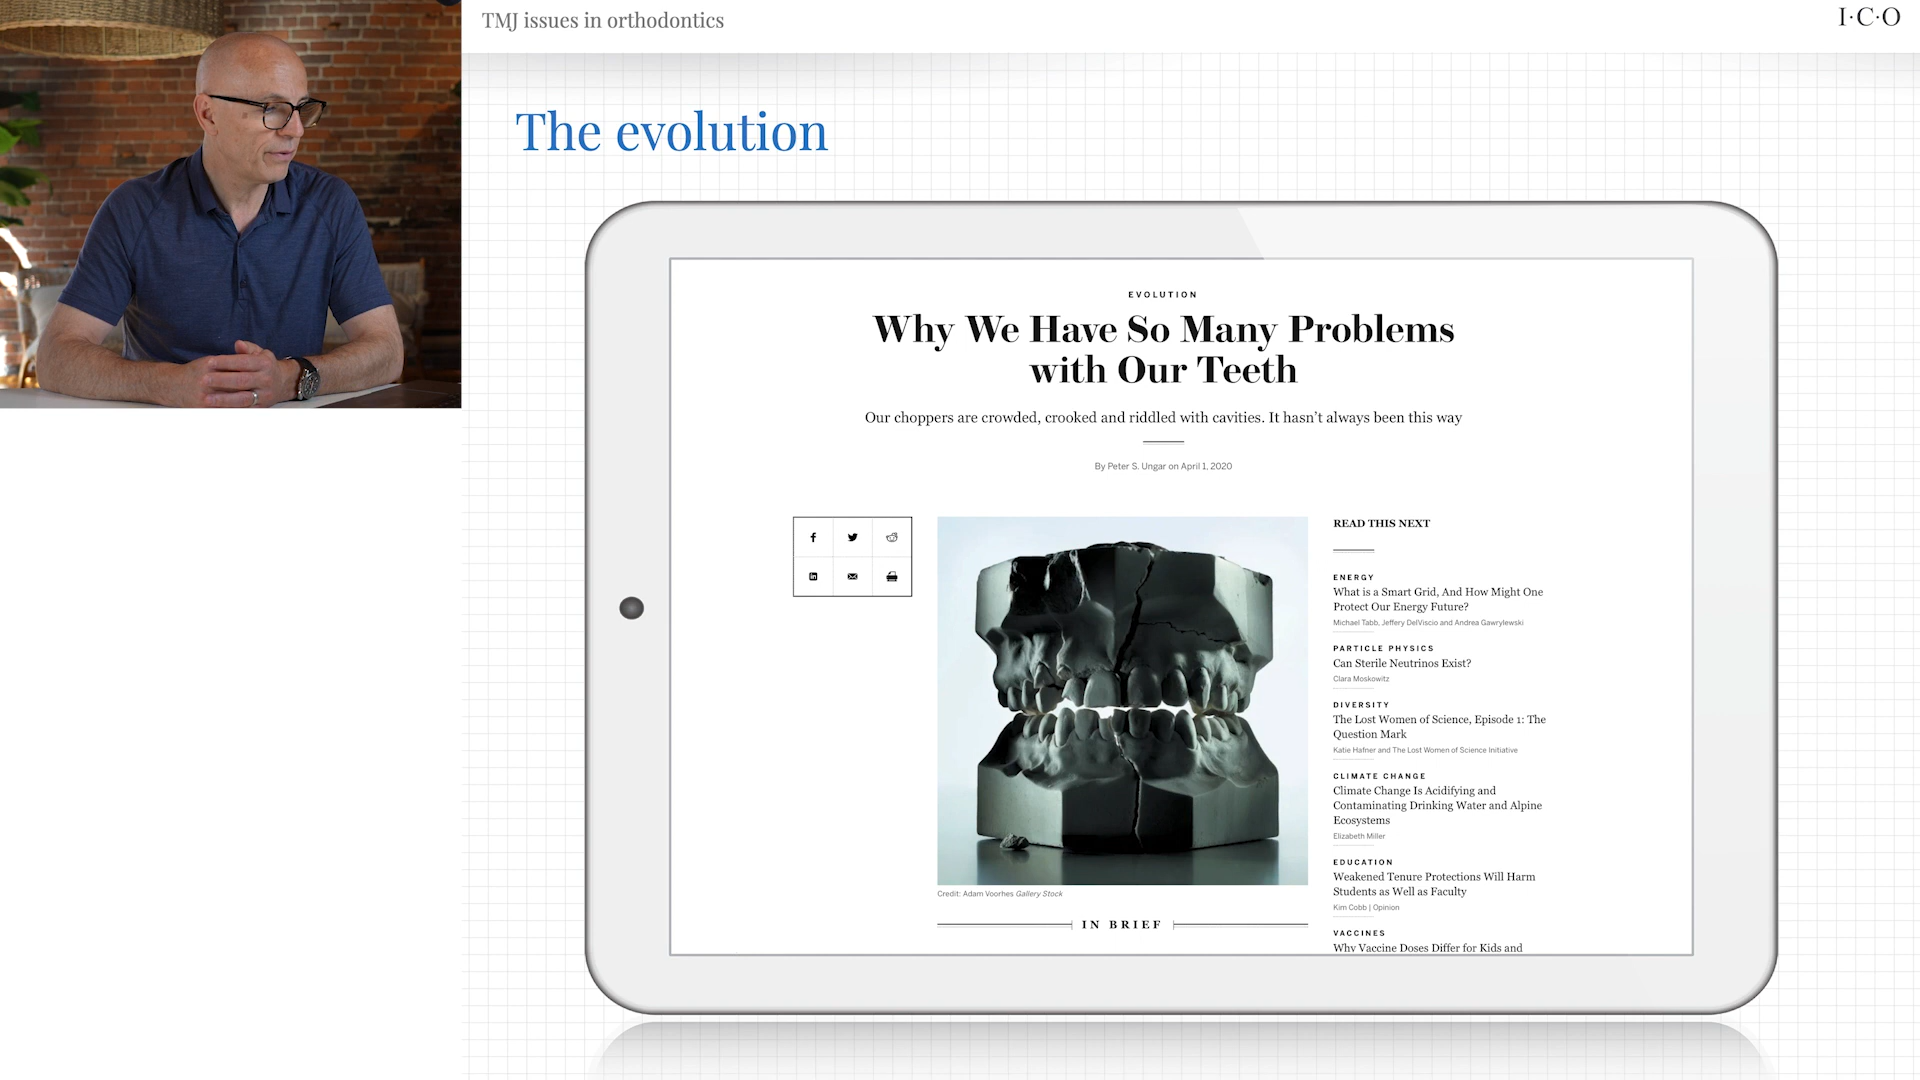 TMJ issues in orthodontics
I·C·O
The evolution
EVOLUTION
Why We Have So Many Problems
with Our Teeth
Our choppers are crowded, crooked and riddled with cavities. It hasn’t always been this way
By Peter S. Ungar on April 1, 2020
Credit: Adam Voorhes Gallery Stock
IN BRIEF
READ THIS NEXT
ENERGY
What is a Smart Grid, And How Might One
Protect Our Energy Future?
Michael Tabb, Jeffery DelViscio and Andrea Gawrylewski
PARTICLE PHYSICS
Can Sterile Neutrinos Exist?
Clara Moskowitz
DIVERSITY
The Lost Women of Science, Episode 1: The
Question Mark
Katie Hafner and The Lost Women of Science Initiative
CLIMATE CHANGE
Climate Change Is Acidifying and
Contaminating Drinking Water and Alpine
Ecosystems
Elizabeth Miller
EDUCATION
Weakened Tenure Protections Will Harm
Students as Well as Faculty
Kim Cobb | Opinion
VACCINES
Why Vaccine Doses Differ for Kids and